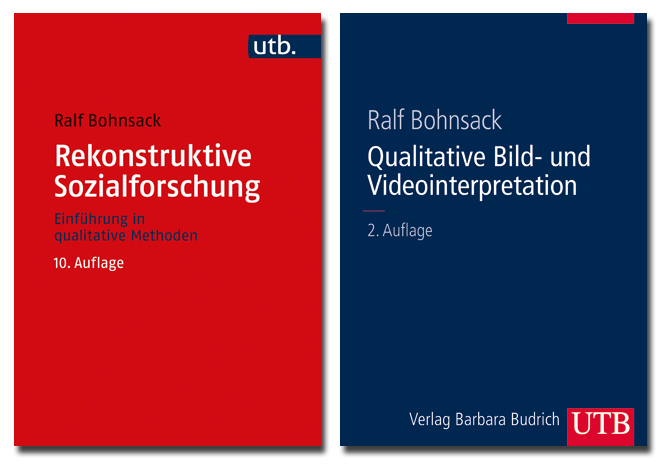 utb.
Ralf Bohnsack
Rekonstruktive
Sozialforschung
Einführung in
qualitative Methoden
10. Auflage
Ralf Bohnsack
Qualitative Bild- und
Videointerpretation
2. Auflage
Verlag Barbara Budrich
UTB